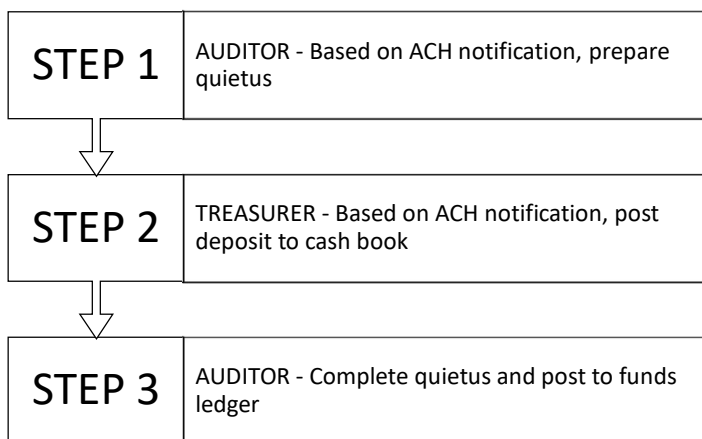 STEP 1
AUDITOR - Based on ACH notification, prepare
quietus
STEP 2
TREASURER - Based on ACH notification, post
deposit to cash book
STEP 3
AUDITOR - Complete quietus and post to funds
ledger